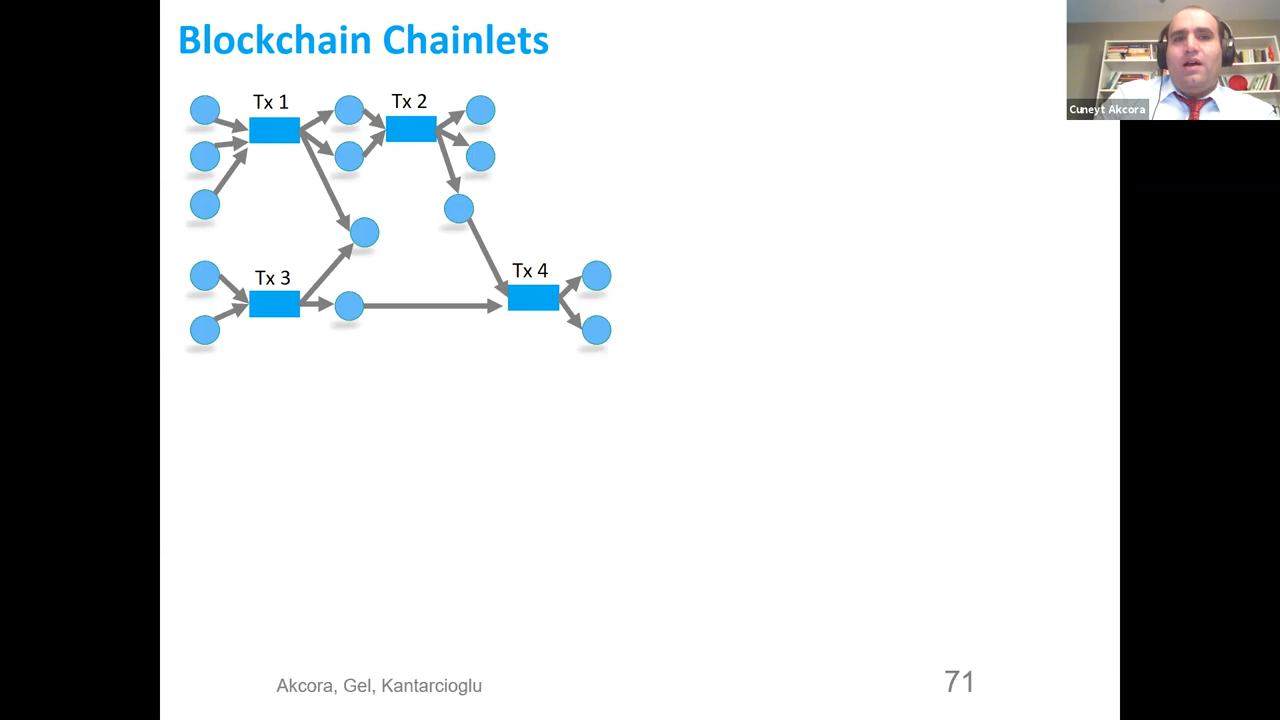 Blockchain Chainlets
Cuneyt Akcora
Tx 1
Tx 2
Tx 3
Tx 4
Akcora, Gel, Kantarcioglu
71